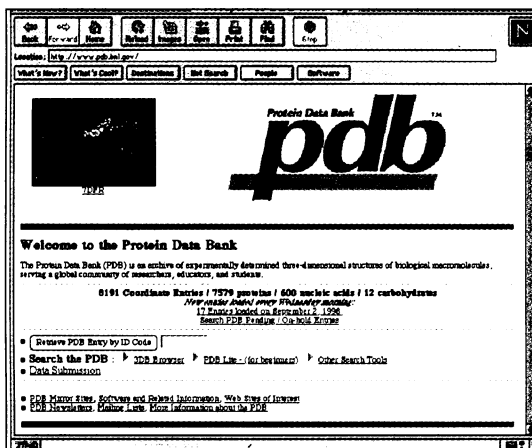 Back Forward Home Reload Images Open Print Find Stop N
Location: http://www.pdb.bnl.gov/
What's New? What's Cool? Destinations Net Search People Software
Protein Data Bank
pdb TM
Welcome to the Protein Data Bank
The Protein Data Bank (PDB) is an archive of experimentally determined three-dimensional structures of biological macromolecules,
serving a global community of researchers, educators, and students.
8191 Coordinate Entries / 7579 proteins / 600 nucleic acids / 12 carbohydrates
New entries loaded every Wednesday morning:
17 Entries loaded on September 2, 1998
Search PDB Pending / On-hold Entries
Retrieve PDB Entry by ID Code
Search the PDB : 3DB Browser PDB Lite - (for beginners) Other Search Tools
Data Submission
PDB Mirror Sites, Software and Related Information, Web Sites of Interest
PDB Newsletters, Mailing Lists, More Information about the PDB